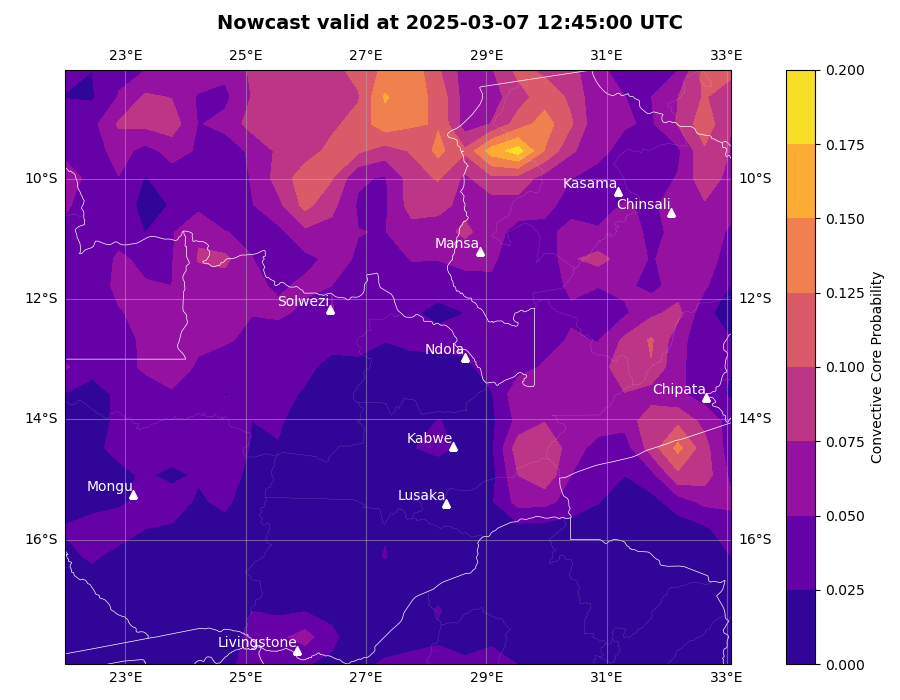 Nowcast valid at 2025-03-07 12:45:00 UTC
23°E 25°E 27°E 29°E 31°E 33°E
0.200
0.175
10°S 10°S
Kasama
Chinsali
0.150
Mansa
0.125
12°S 12°S
Solwezi
Ndola
0.100
Chipata
14°S 14°S
Kabwe
0.075
Mongu
Lusaka
0.050
16°S 16°S
0.025
Livingstone
0.000
23°E 25°E 27°E 29°E 31°E 33°E
Convective Core Probability